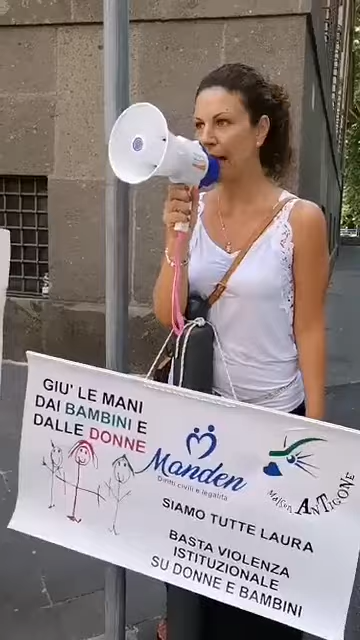 GIU' LE MANI
DAI BAMBINI E
DALLE DONNE
Manden
Diritti civili e legalità
Maison
ANTIGONE
SIAMO TUTTE LAURA
BASTA VIOLENZA
ISTITUZIONALE
SU DONNE E BAMBINI